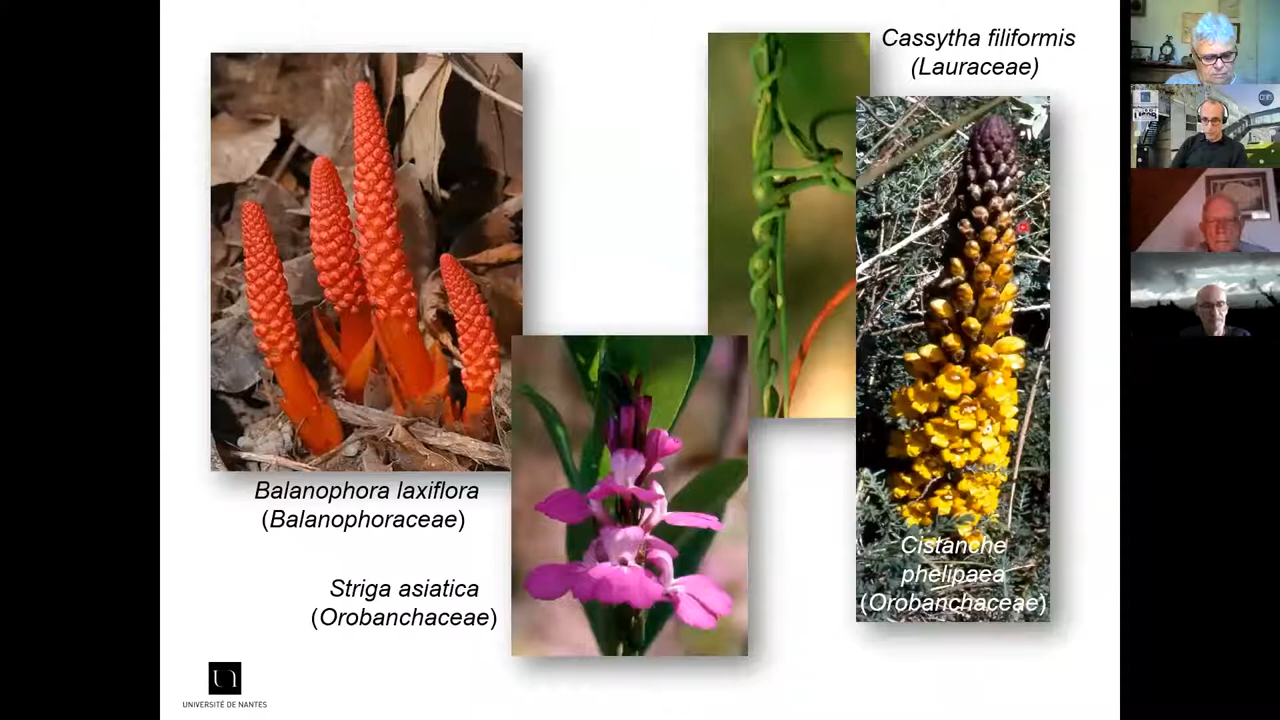 Cassytha filiformis
(Lauraceae)
Balanophora laxiflora
(Balanophoraceae)
Striga asiatica
(Orobanchaceae)
Cistanche
phelipaea
(Orobanchaceae)
UNIVERSITÉ DE NANTES